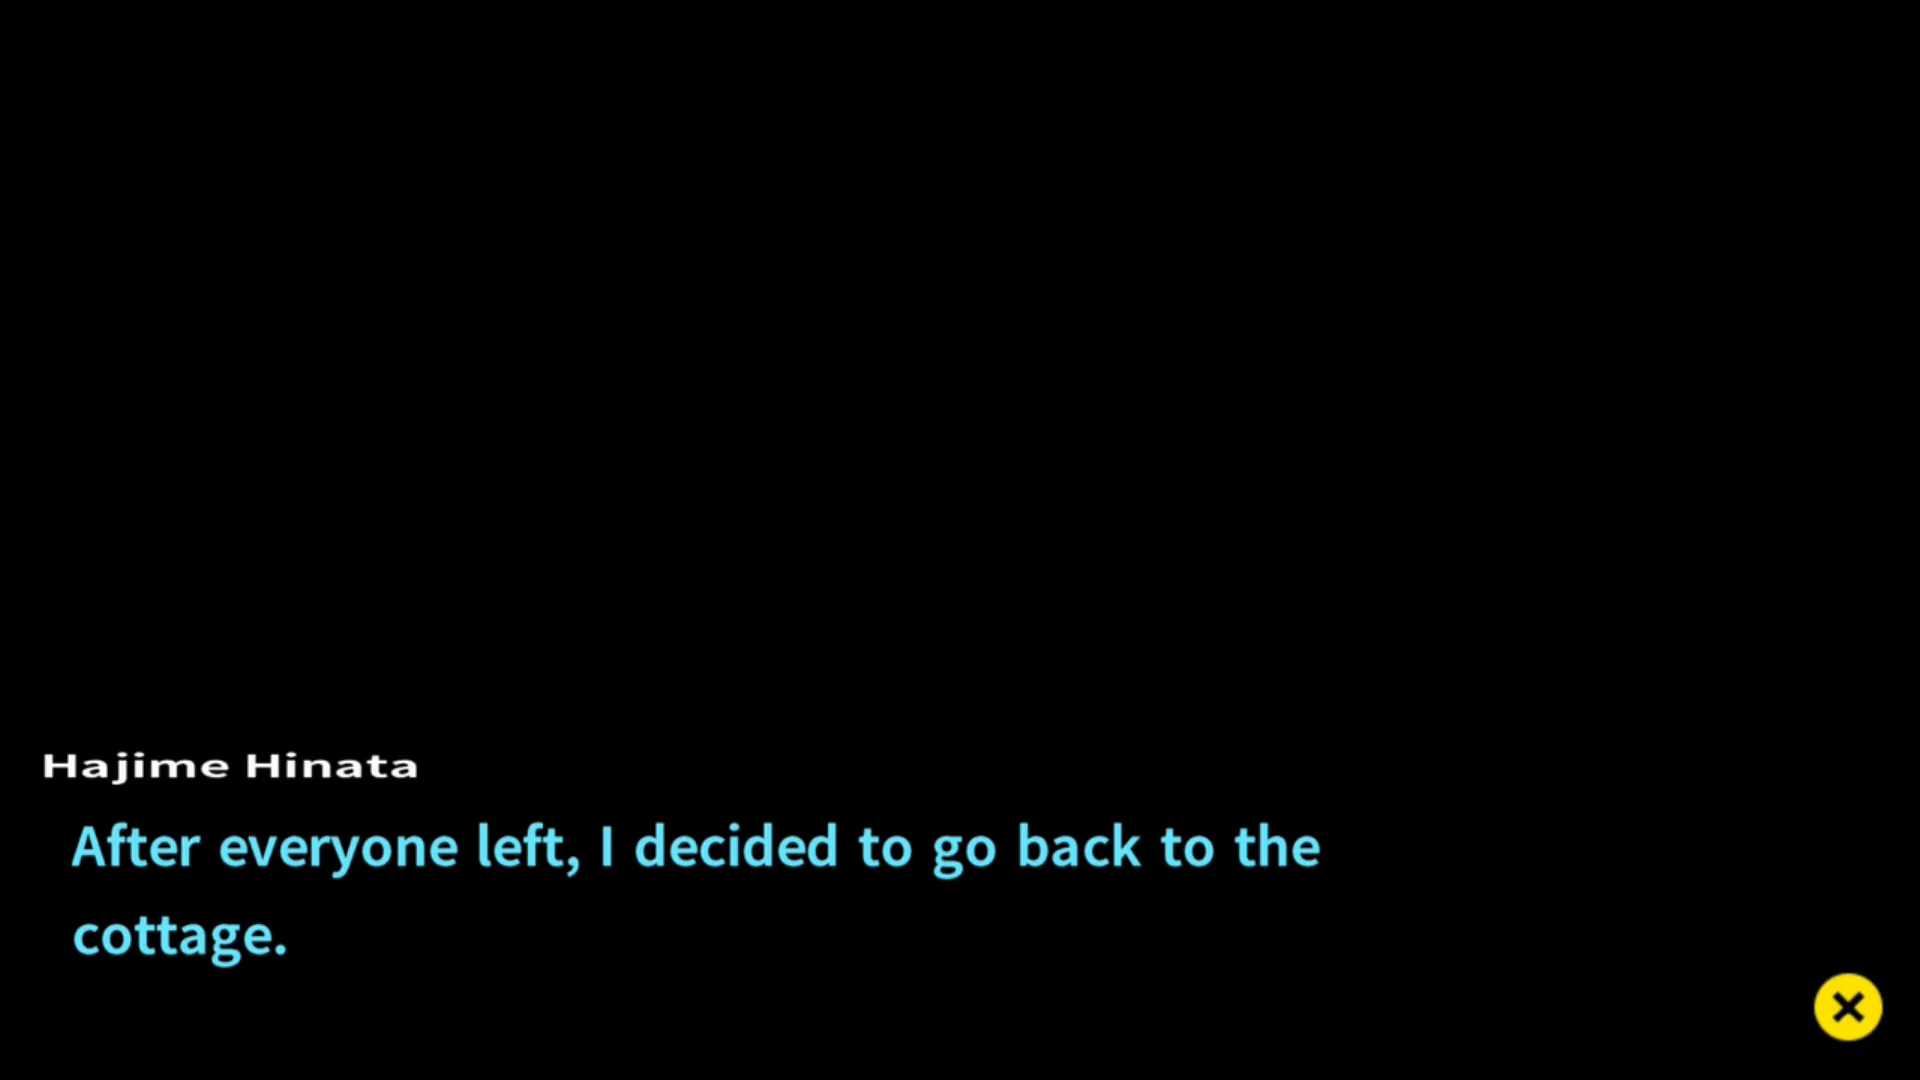 Hajime Hinata
After everyone left, I decided to go back to the
cottage.